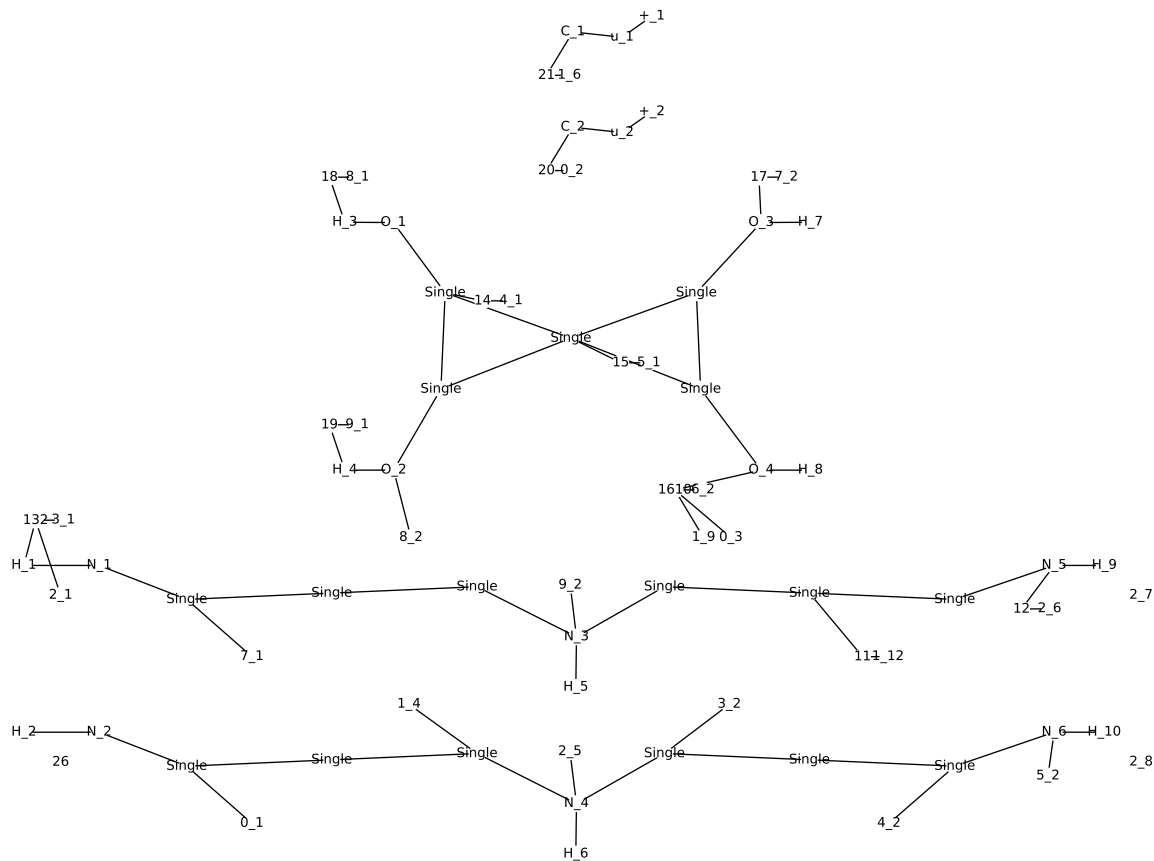 +_1
C_1 u_1
21 1_6
+_2
C_2 u_2
20 0_2
18 8_1 17 7_2
H_3 O_1 O_3 H_7
Single 14 4_1 Single
Single
15 5_1
Single Single
19 9_1
H_4 O_2 O_4 H_8
6_2
8_2 1_9 0_3
132 3_1
H_1 N_1 N_5 H_9
Single Single Single 9_2 Single Single Single
2_1 2_7
12 2_6
N_3
7_1 111 1_12
H_5
1_4 3_2
H_2 N_2 N_6 H_10
Single Single Single 2_5 Single Single Single
26 2_8
5_2
N_4
0_1 4_2
H_6